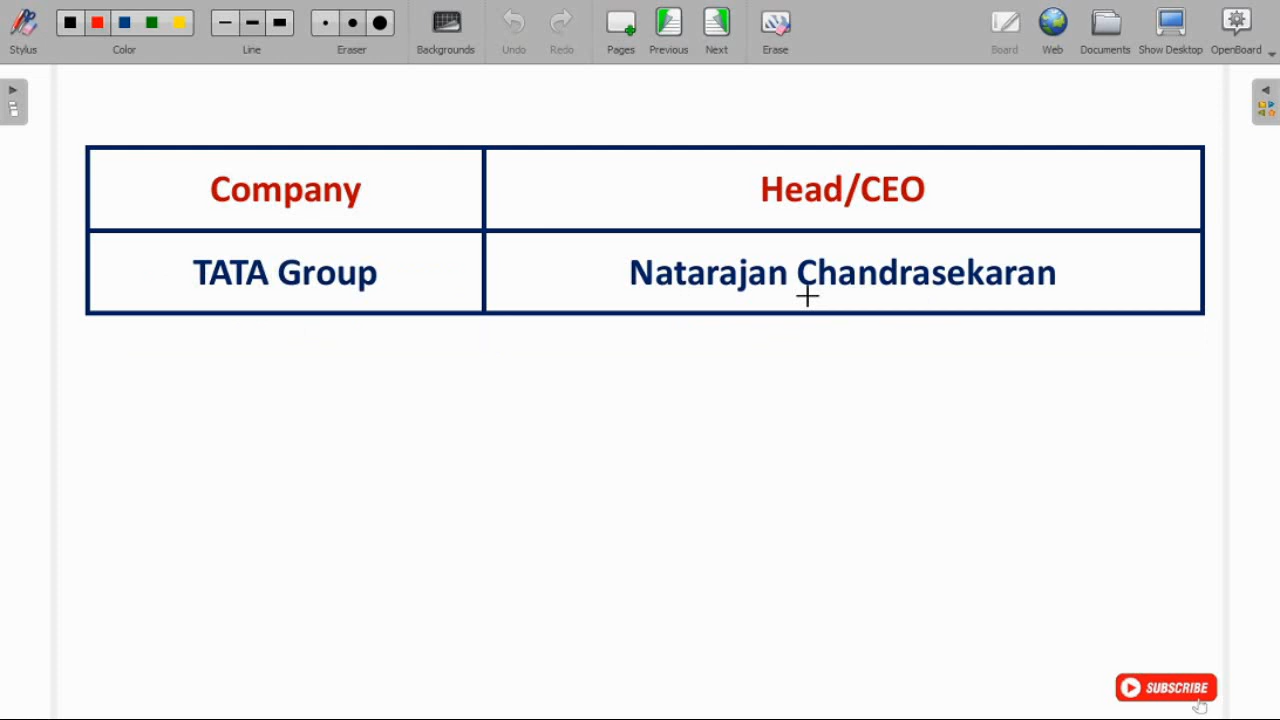 Stylus Color Line Eraser Backgrounds Undo Redo Pages Previous Next Erase Board Web Documents Show Desktop OpenBoard
Company Head/CEO
TATA Group Natarajan Chandrasekaran
SUBSCRIBE